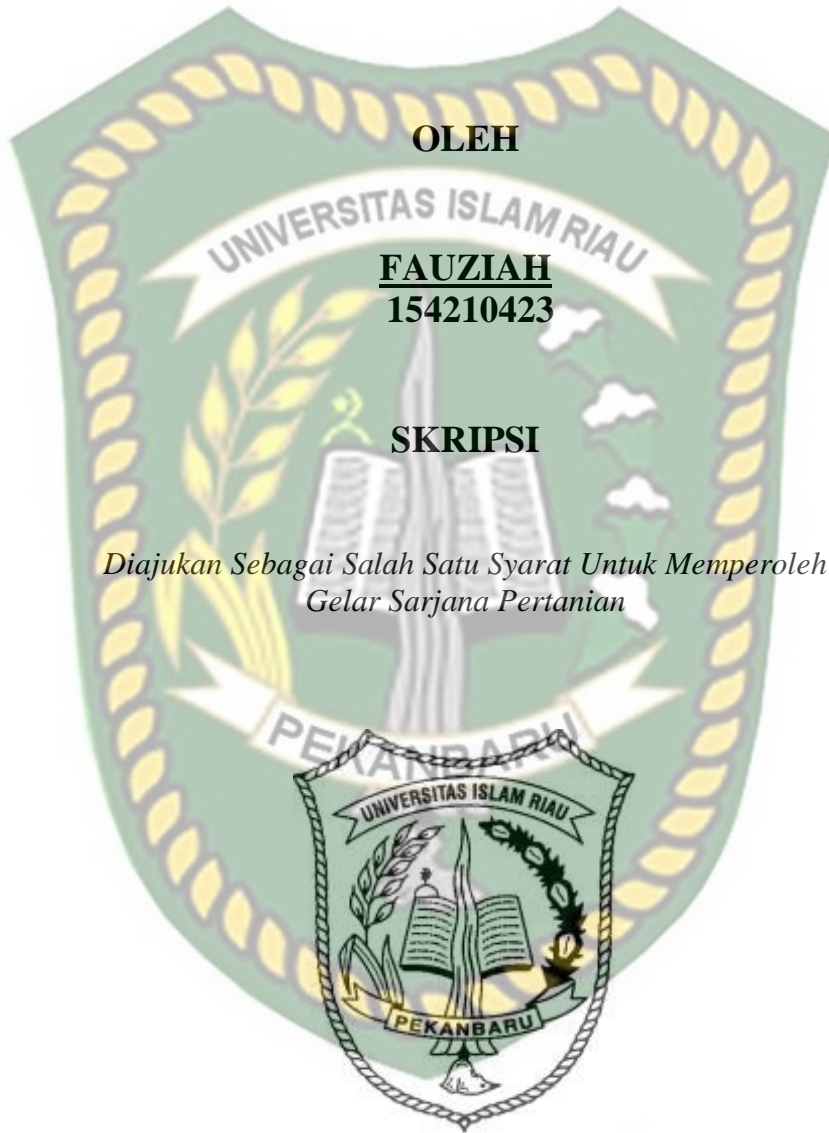 OLEH
UNIVERSITAS ISLAM RIAU
FAUZIAH
154210423
SKRIPSI
Diajukan Sebagai Salah Satu Syarat Untuk Memperoleh
Gelar Sarjana Pertanian
PEKANBARU
UNIVERSITAS ISLAM RIAU
PEKANBARU